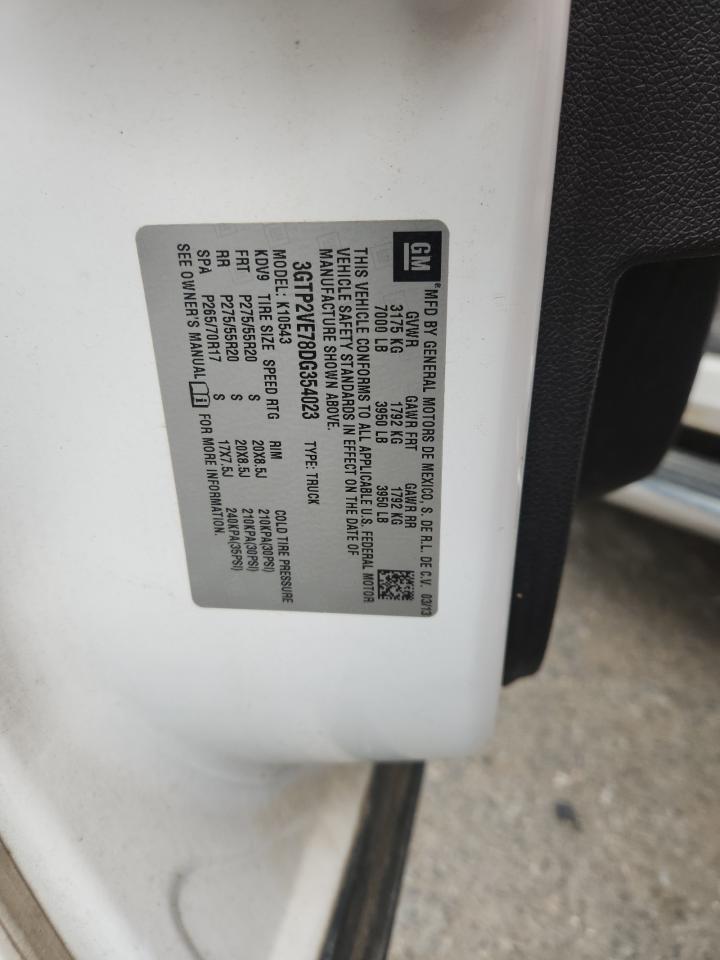 GM
®MFD BY GENERAL MOTORS DE MEXICO, S. DE R.L. DE C.V. 03/13
GVWR GAWR FRT GAWR RR
3175 KG 1792 KG 1792 KG
7000 LB 3950 LB 3950 LB
THIS VEHICLE CONFORMS TO ALL APPLICABLE U.S. FEDERAL MOTOR
VEHICLE SAFETY STANDARDS IN EFFECT ON THE DATE OF
MANUFACTURE SHOWN ABOVE.
3GTP2VE78DG354023 TYPE: TRUCK
MODEL: K10543
KDV9 TIRE SIZE SPEED RTG RIM COLD TIRE PRESSURE
FRT P275/55R20 S 20X8.5J 210KPA(30PSI)
RR P275/55R20 S 20X8.5J 210KPA(30PSI)
SPA P265/70R17 S 17X7.5J 240KPA(35PSI)
SEE OWNER'S MANUAL FOR MORE INFORMATION.